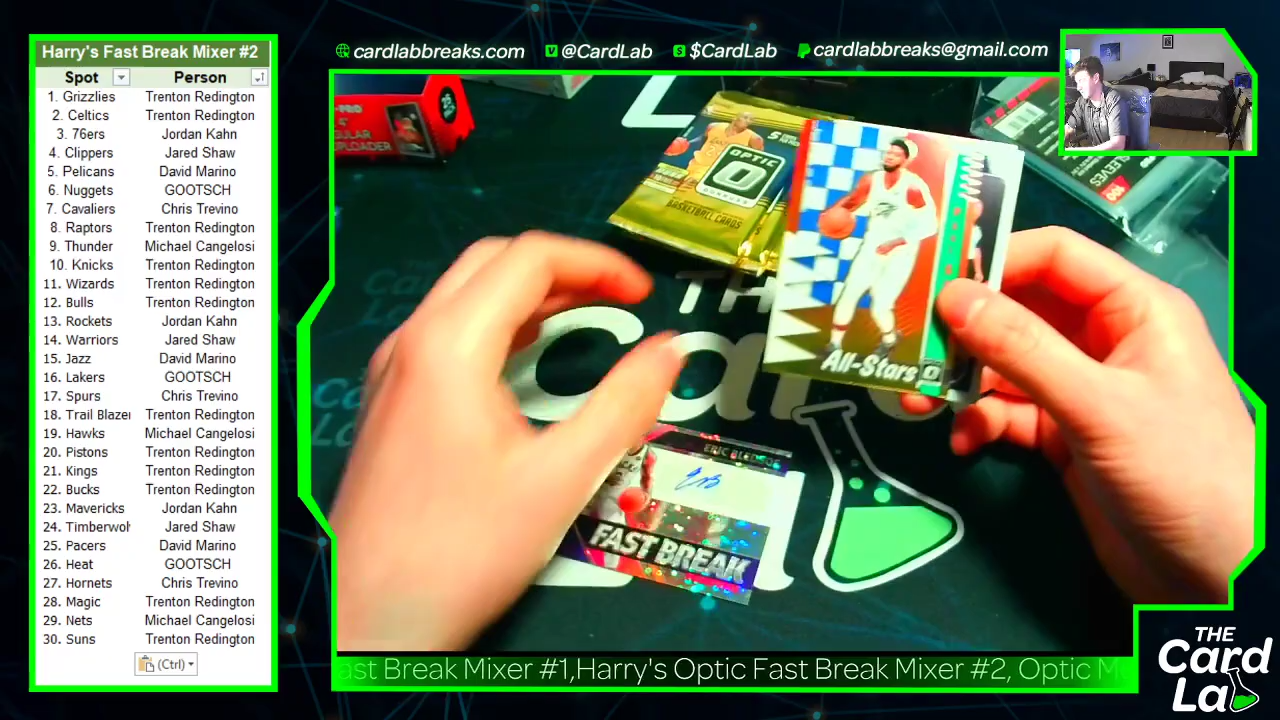 Harry's Fast Break Mixer #2
Spot Person
1. Grizzlies Trenton Redington
2. Celtics Trenton Redington
3. 76ers Jordan Kahn
4. Clippers Jared Shaw
5. Pelicans David Marino
6. Nuggets GOOTSCH
7. Cavaliers Chris Trevino
8. Raptors Trenton Redington
9. Thunder Michael Cangelosi
10. Knicks Trenton Redington
11. Wizards Trenton Redington
12. Bulls Trenton Redington
13. Rockets Jordan Kahn
14. Warriors Jared Shaw
15. Jazz David Marino
16. Lakers GOOTSCH
17. Spurs Chris Trevino
18. Trail Blazer Trenton Redington
19. Hawks Michael Cangelosi
20. Pistons Trenton Redington
21. Kings Trenton Redington
22. Bucks Trenton Redington
23. Mavericks Jordan Kahn
24. Timberwol Jared Shaw
25. Pacers David Marino
26. Heat GOOTSCH
27. Hornets Chris Trevino
28. Magic Trenton Redington
29. Nets Michael Cangelosi
30. Suns Trenton Redington
(Ctrl)
cardlabbreaks.com @CardLab $CardLab cardlabbreaks@gmail.com
SLEEVES
100
OPTIC
BASKETBALL CARDS
All-Stars
THE
Card
ERIC BLEDSOE
FAST BREAK
ast Break Mixer #1,Harry's Optic Fast Break Mixer #2, Optic M
THE
Card
La